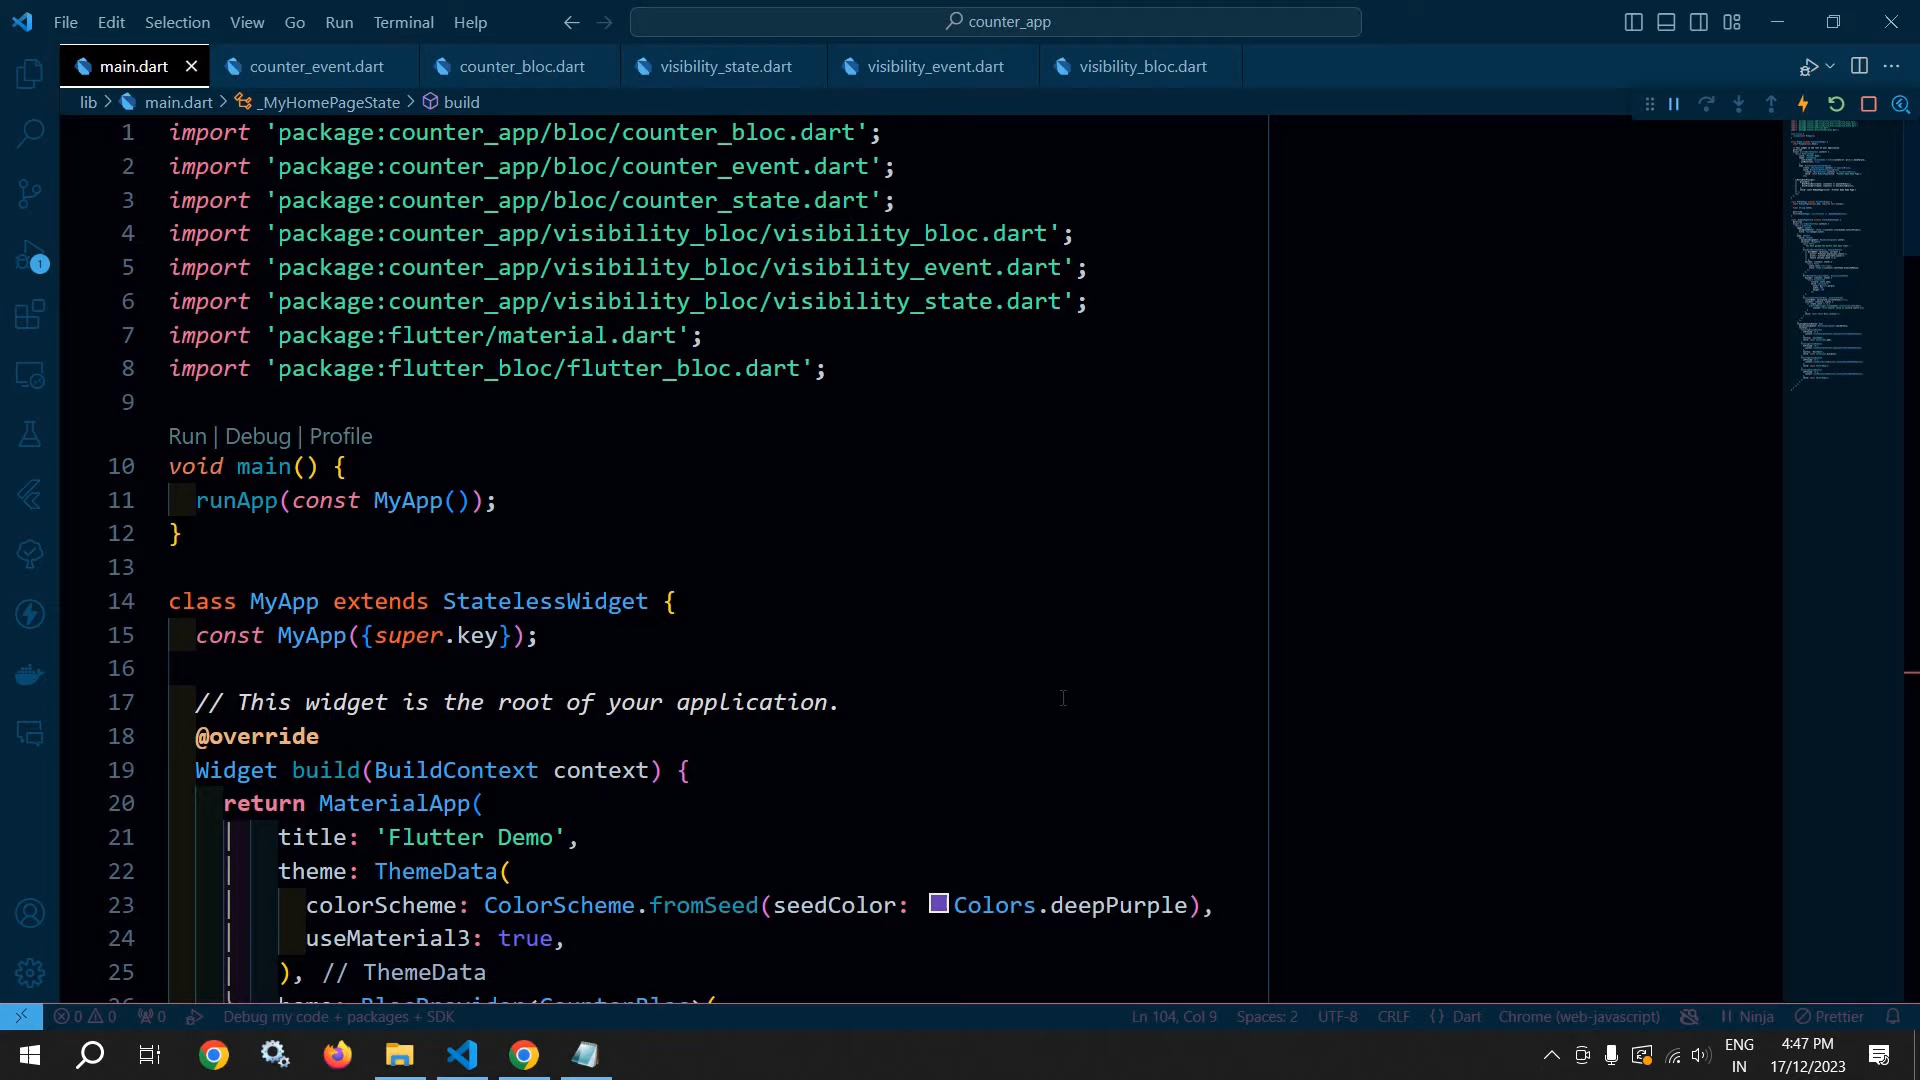 File Edit Selection View Go Run Terminal Help counter_app
main.dart counter_event.dart counter_bloc.dart visibility_state.dart visibility_event.dart visibility_bloc.dart
lib > main.dart > _MyHomePageState > build
1 import 'package:counter_app/bloc/counter_bloc.dart';
2 import 'package:counter_app/bloc/counter_event.dart';
3 import 'package:counter_app/bloc/counter_state.dart';
4 import 'package:counter_app/visibility_bloc/visibility_bloc.dart';
5 import 'package:counter_app/visibility_bloc/visibility_event.dart';
6 import 'package:counter_app/visibility_bloc/visibility_state.dart';
7 import 'package:flutter/material.dart';
8 import 'package:flutter_bloc/flutter_bloc.dart';
9
Run | Debug | Profile
10 void main() {
11 runApp(const MyApp());
12 }
13
14 class MyApp extends StatelessWidget {
15 const MyApp({super.key});
16
17 // This widget is the root of your application.
18 @override
19 Widget build(BuildContext context) {
20 return MaterialApp(
21 title: 'Flutter Demo',
22 theme: ThemeData(
23 colorScheme: ColorScheme.fromSeed(seedColor: Colors.deepPurple),
24 useMaterial3: true,
25 ), // ThemeData
26 home: BlocProvider<CounterBloc>(
1
0 0 0 Debug my code + packages + SDK Ln 104, Col 9 Spaces: 2 UTF-8 CRLF {} Dart Chrome (web-javascript) Ninja Prettier
ENG 4:47 PM
IN 17/12/2023